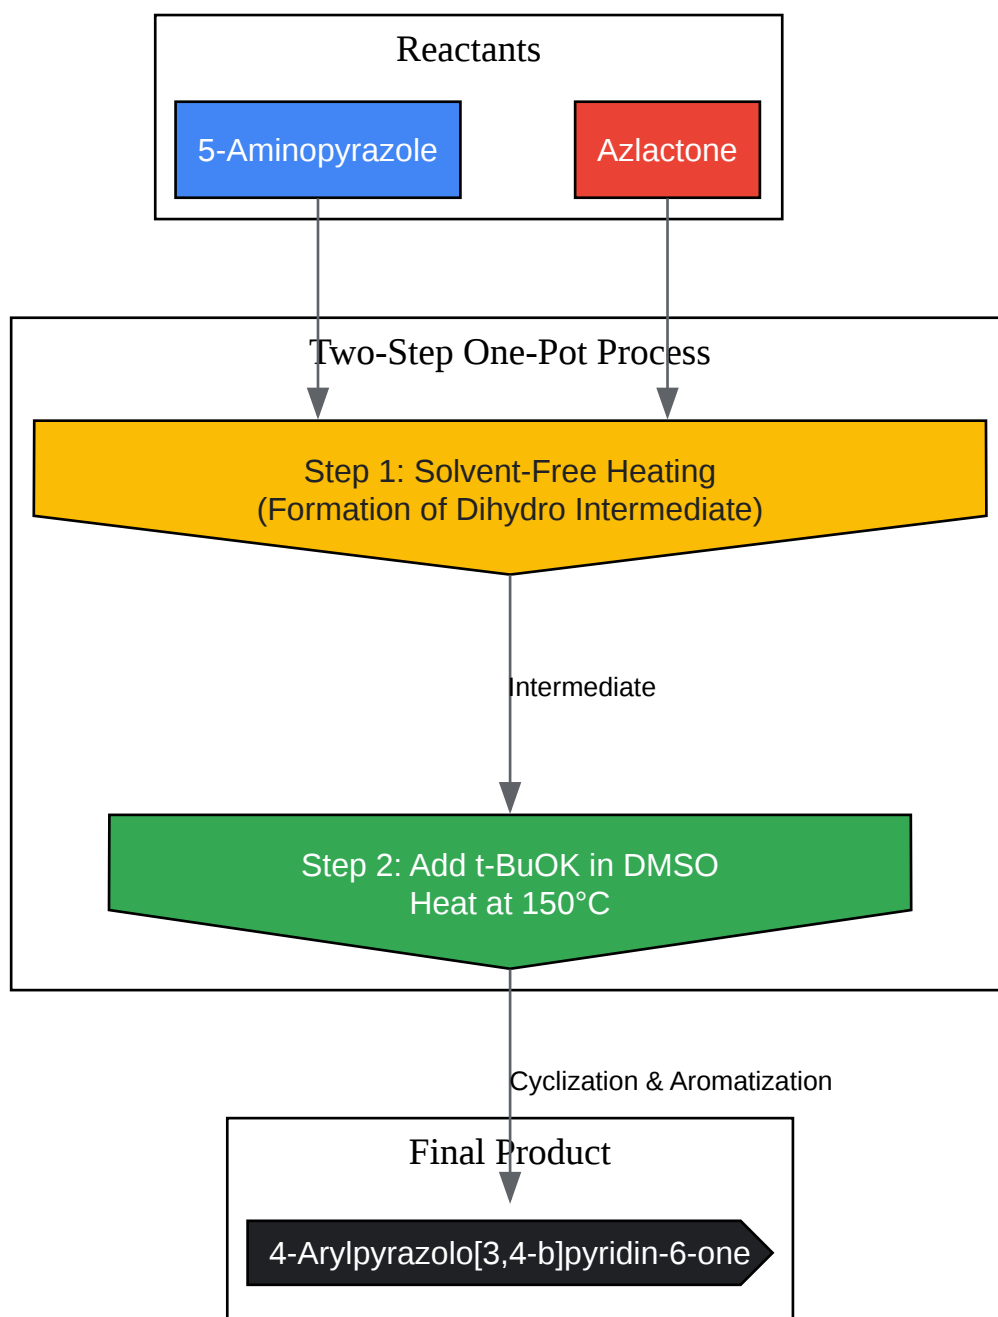 Reactants
5-Aminopyrazole
Azlactone
Two-Step One-Pot Process
Step 1: Solvent-Free Heating
(Formation of Dihydro Intermediate)
Intermediate
Step 2: Add t-BuOK in DMSO
Heat at 150°C
Cyclization & Aromatization
Final Product
4-Arylpyrazolo[3,4-b]pyridin-6-one